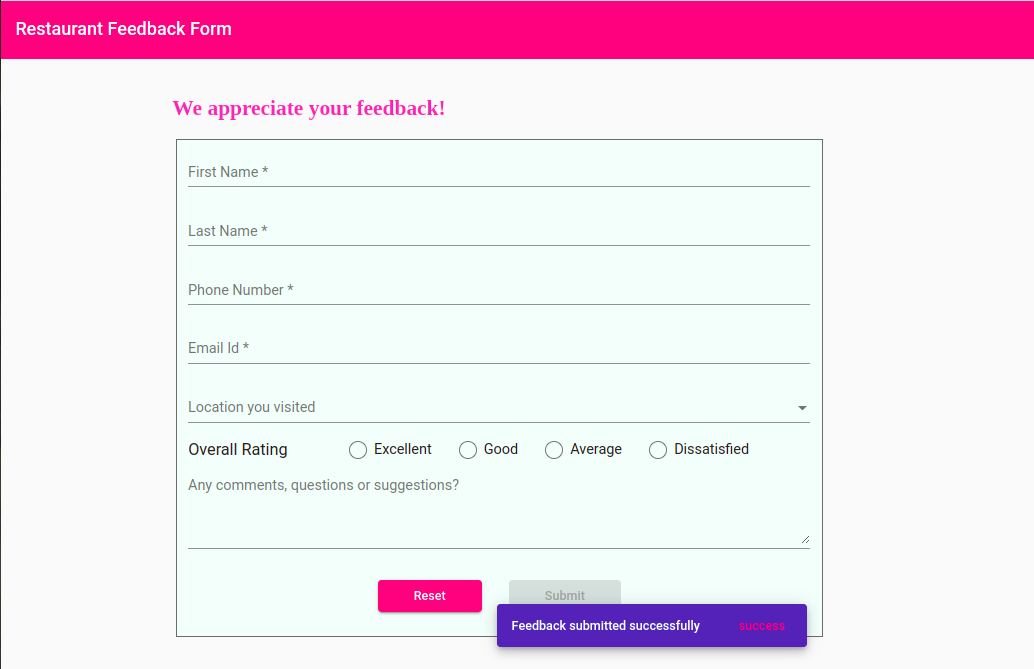 Restaurant Feedback Form
We appreciate your feedback!
First Name *
Last Name *
Phone Number *
Email Id *
Location you visited
Overall Rating Excellent Good Average Dissatisfied
Any comments, questions or suggestions?
Reset Submit
Feedback submitted successfully success